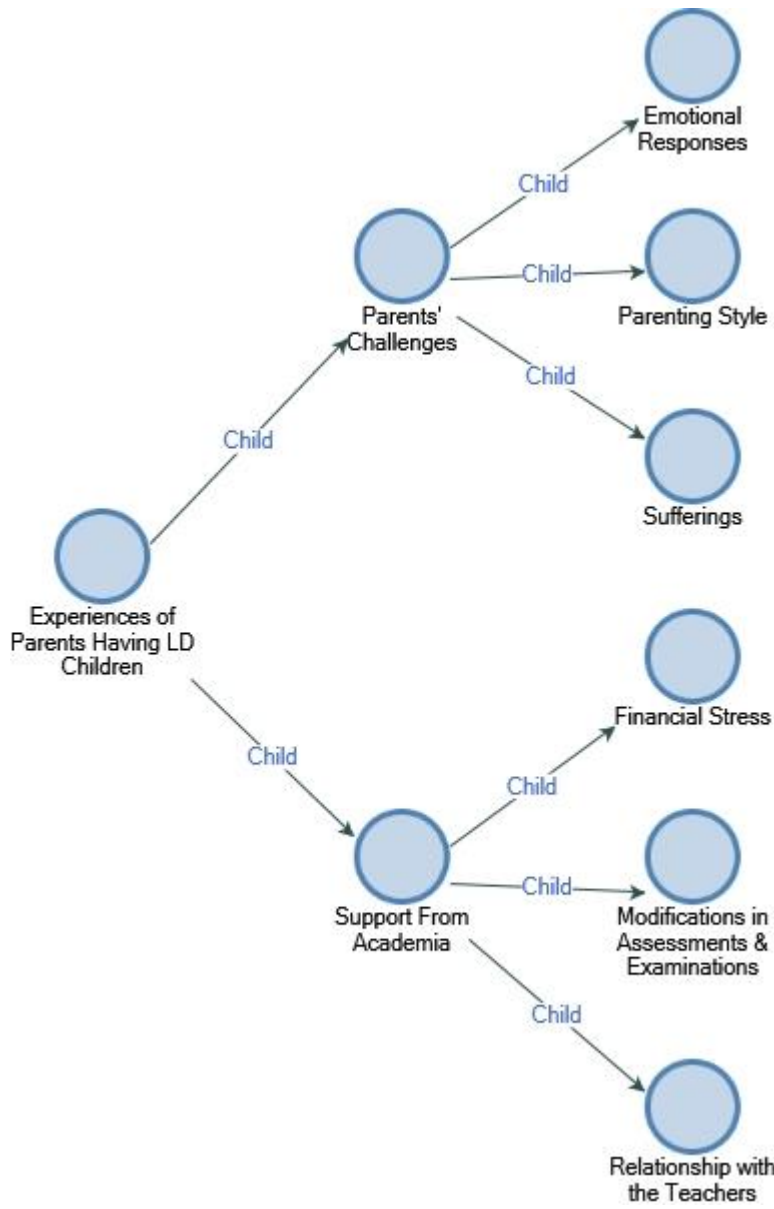 Emotional
Responses
Child
Parents'
Challenges
Child
Parenting Style
Child
Sufferings
Child
Experiences of
Parents Having LD
Children
Child
Financial Stress
Child
Support From
Academia
Child
Modifications in
Assessments &
Examinations
Child
Relationship with
the Teachers